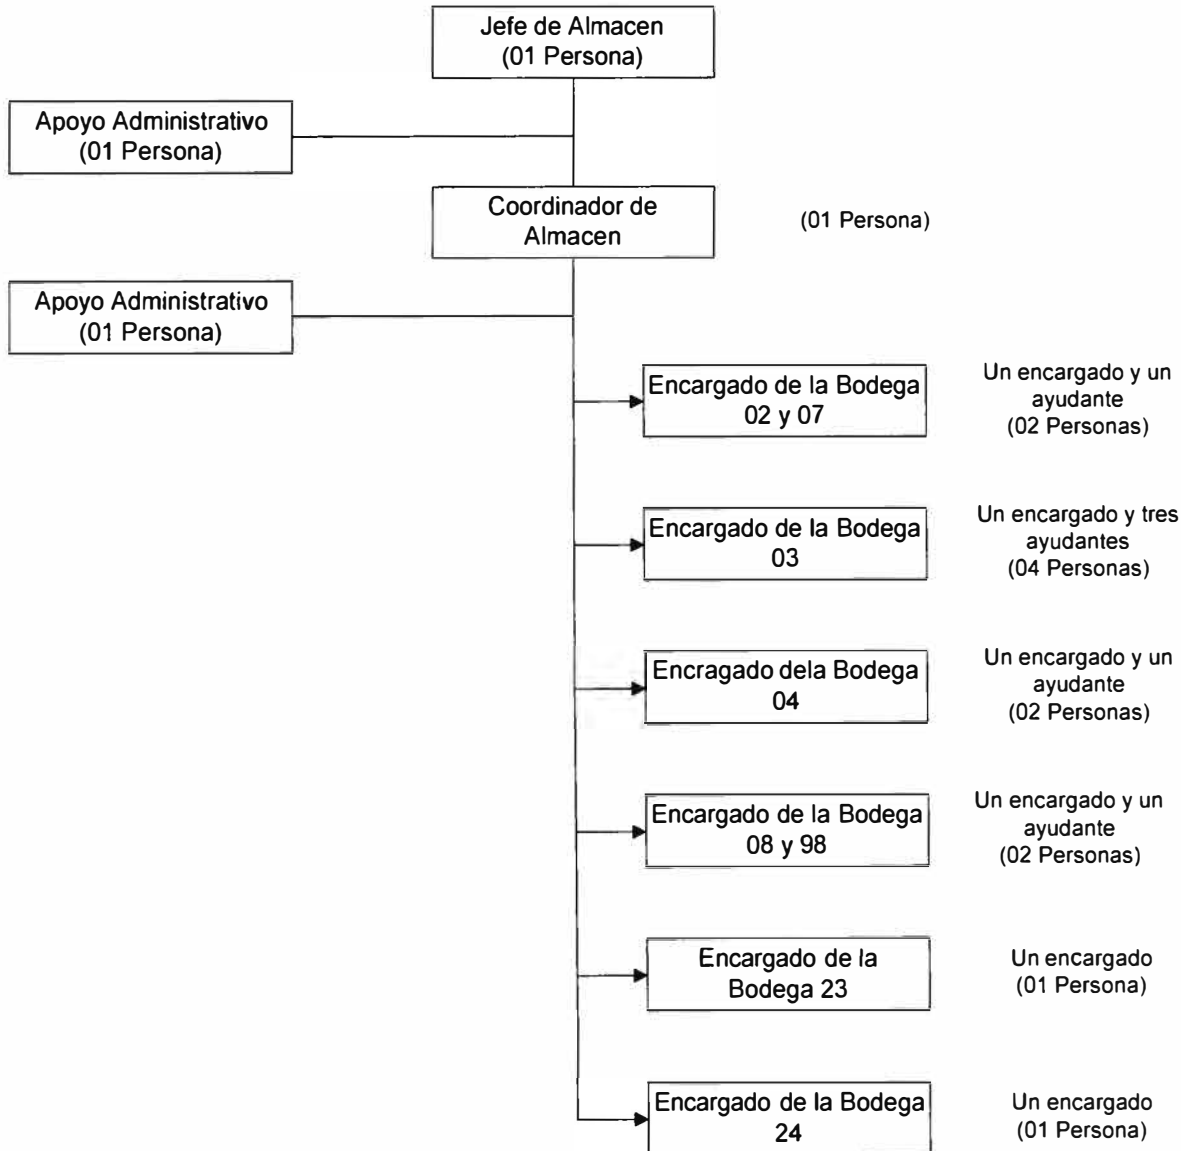 Jefe de Almacen
(01 Persona)
Apoyo Administrativo
(01 Persona)
Coordinador de
Almacen
(01 Persona)
Apoyo Administrativo
(01 Persona)
Encargado de la Bodega
02 y 07
Un encargado y un
ayudante
(02 Personas)
Encargado de la Bodega
03
Un encargado y tres
ayudantes
(04 Personas)
Encragado dela Bodega
04
Un encargado y un
ayudante
(02 Personas)
Encargado de la Bodega
08 y 98
Un encargado y un
ayudante
(02 Personas)
Encargado de la
Bodega 23
Un encargado
(01 Persona)
Encargado de la Bodega
24
Un encargado
(01 Persona)